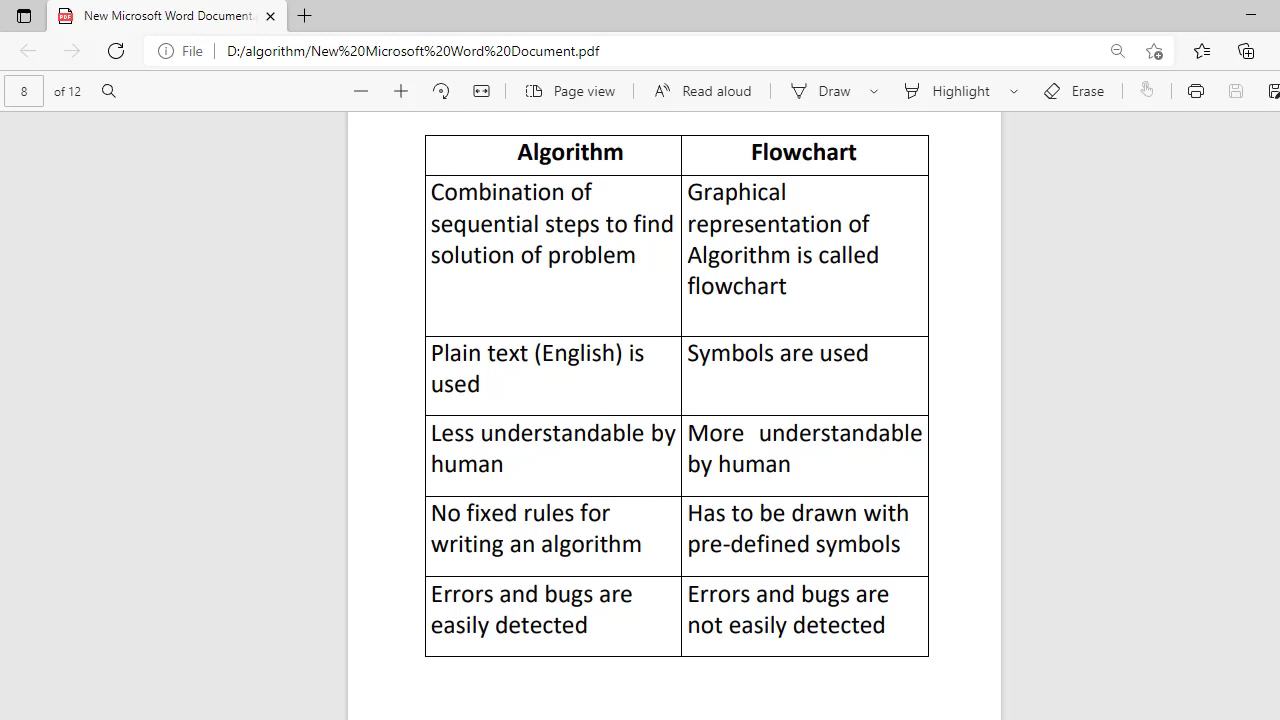 New Microsoft Word Document.
File
D:/algorithm/New%20Microsoft%20Word%20Document.pdf
8 of 12
Page view
Read aloud
Draw
Highlight
Erase
Algorithm
Flowchart
Combination of
sequential steps to find
solution of problem
Graphical
representation of
Algorithm is called
flowchart
Plain text (English) is
used
Symbols are used
Less understandable by
human
More understandable
by human
No fixed rules for
writing an algorithm
Has to be drawn with
pre-defined symbols
Errors and bugs are
easily detected
Errors and bugs are
not easily detected